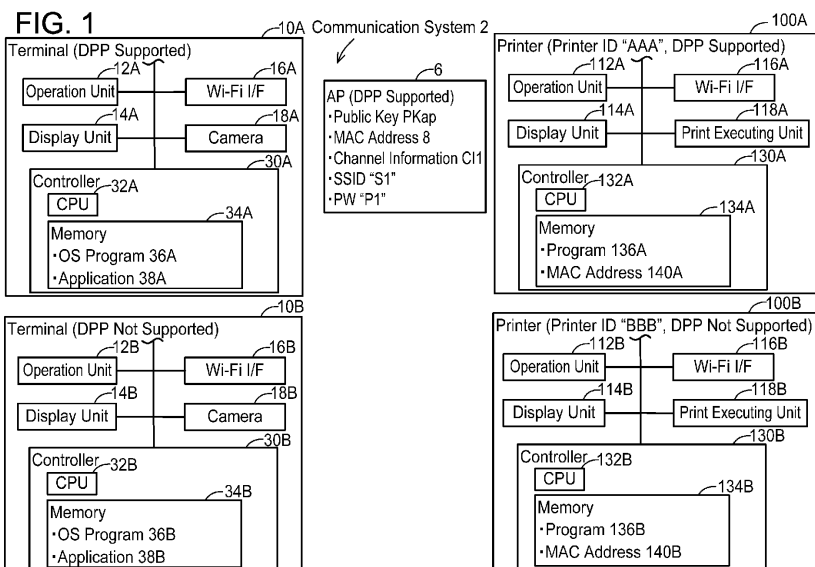 FIG. 1
Communication System 2
10A
Terminal (DPP Supported)
12A
Operation Unit
16A
Wi-Fi I/F
14A
Display Unit
18A
Camera
30A
Controller
32A
CPU
34A
Memory
·OS Program 36A
·Application 38A
6
AP (DPP Supported)
·Public Key PKap
·MAC Address 8
·Channel Information CI1
·SSID “S1”
·PW “P1”
100A
Printer (Printer ID “AAA”, DPP Supported)
112A
Operation Unit
116A
Wi-Fi I/F
114A
Display Unit
118A
Print Executing Unit
130A
Controller
132A
CPU
134A
Memory
·Program 136A
·MAC Address 140A
10B
Terminal (DPP Not Supported)
12B
Operation Unit
16B
Wi-Fi I/F
14B
Display Unit
18B
Camera
30B
Controller
32B
CPU
34B
Memory
·OS Program 36B
·Application 38B
100B
Printer (Printer ID “BBB”, DPP Not Supported)
112B
Operation Unit
116B
Wi-Fi I/F
114B
Display Unit
118B
Print Executing Unit
130B
Controller
132B
CPU
134B
Memory
·Program 136B
·MAC Address 140B